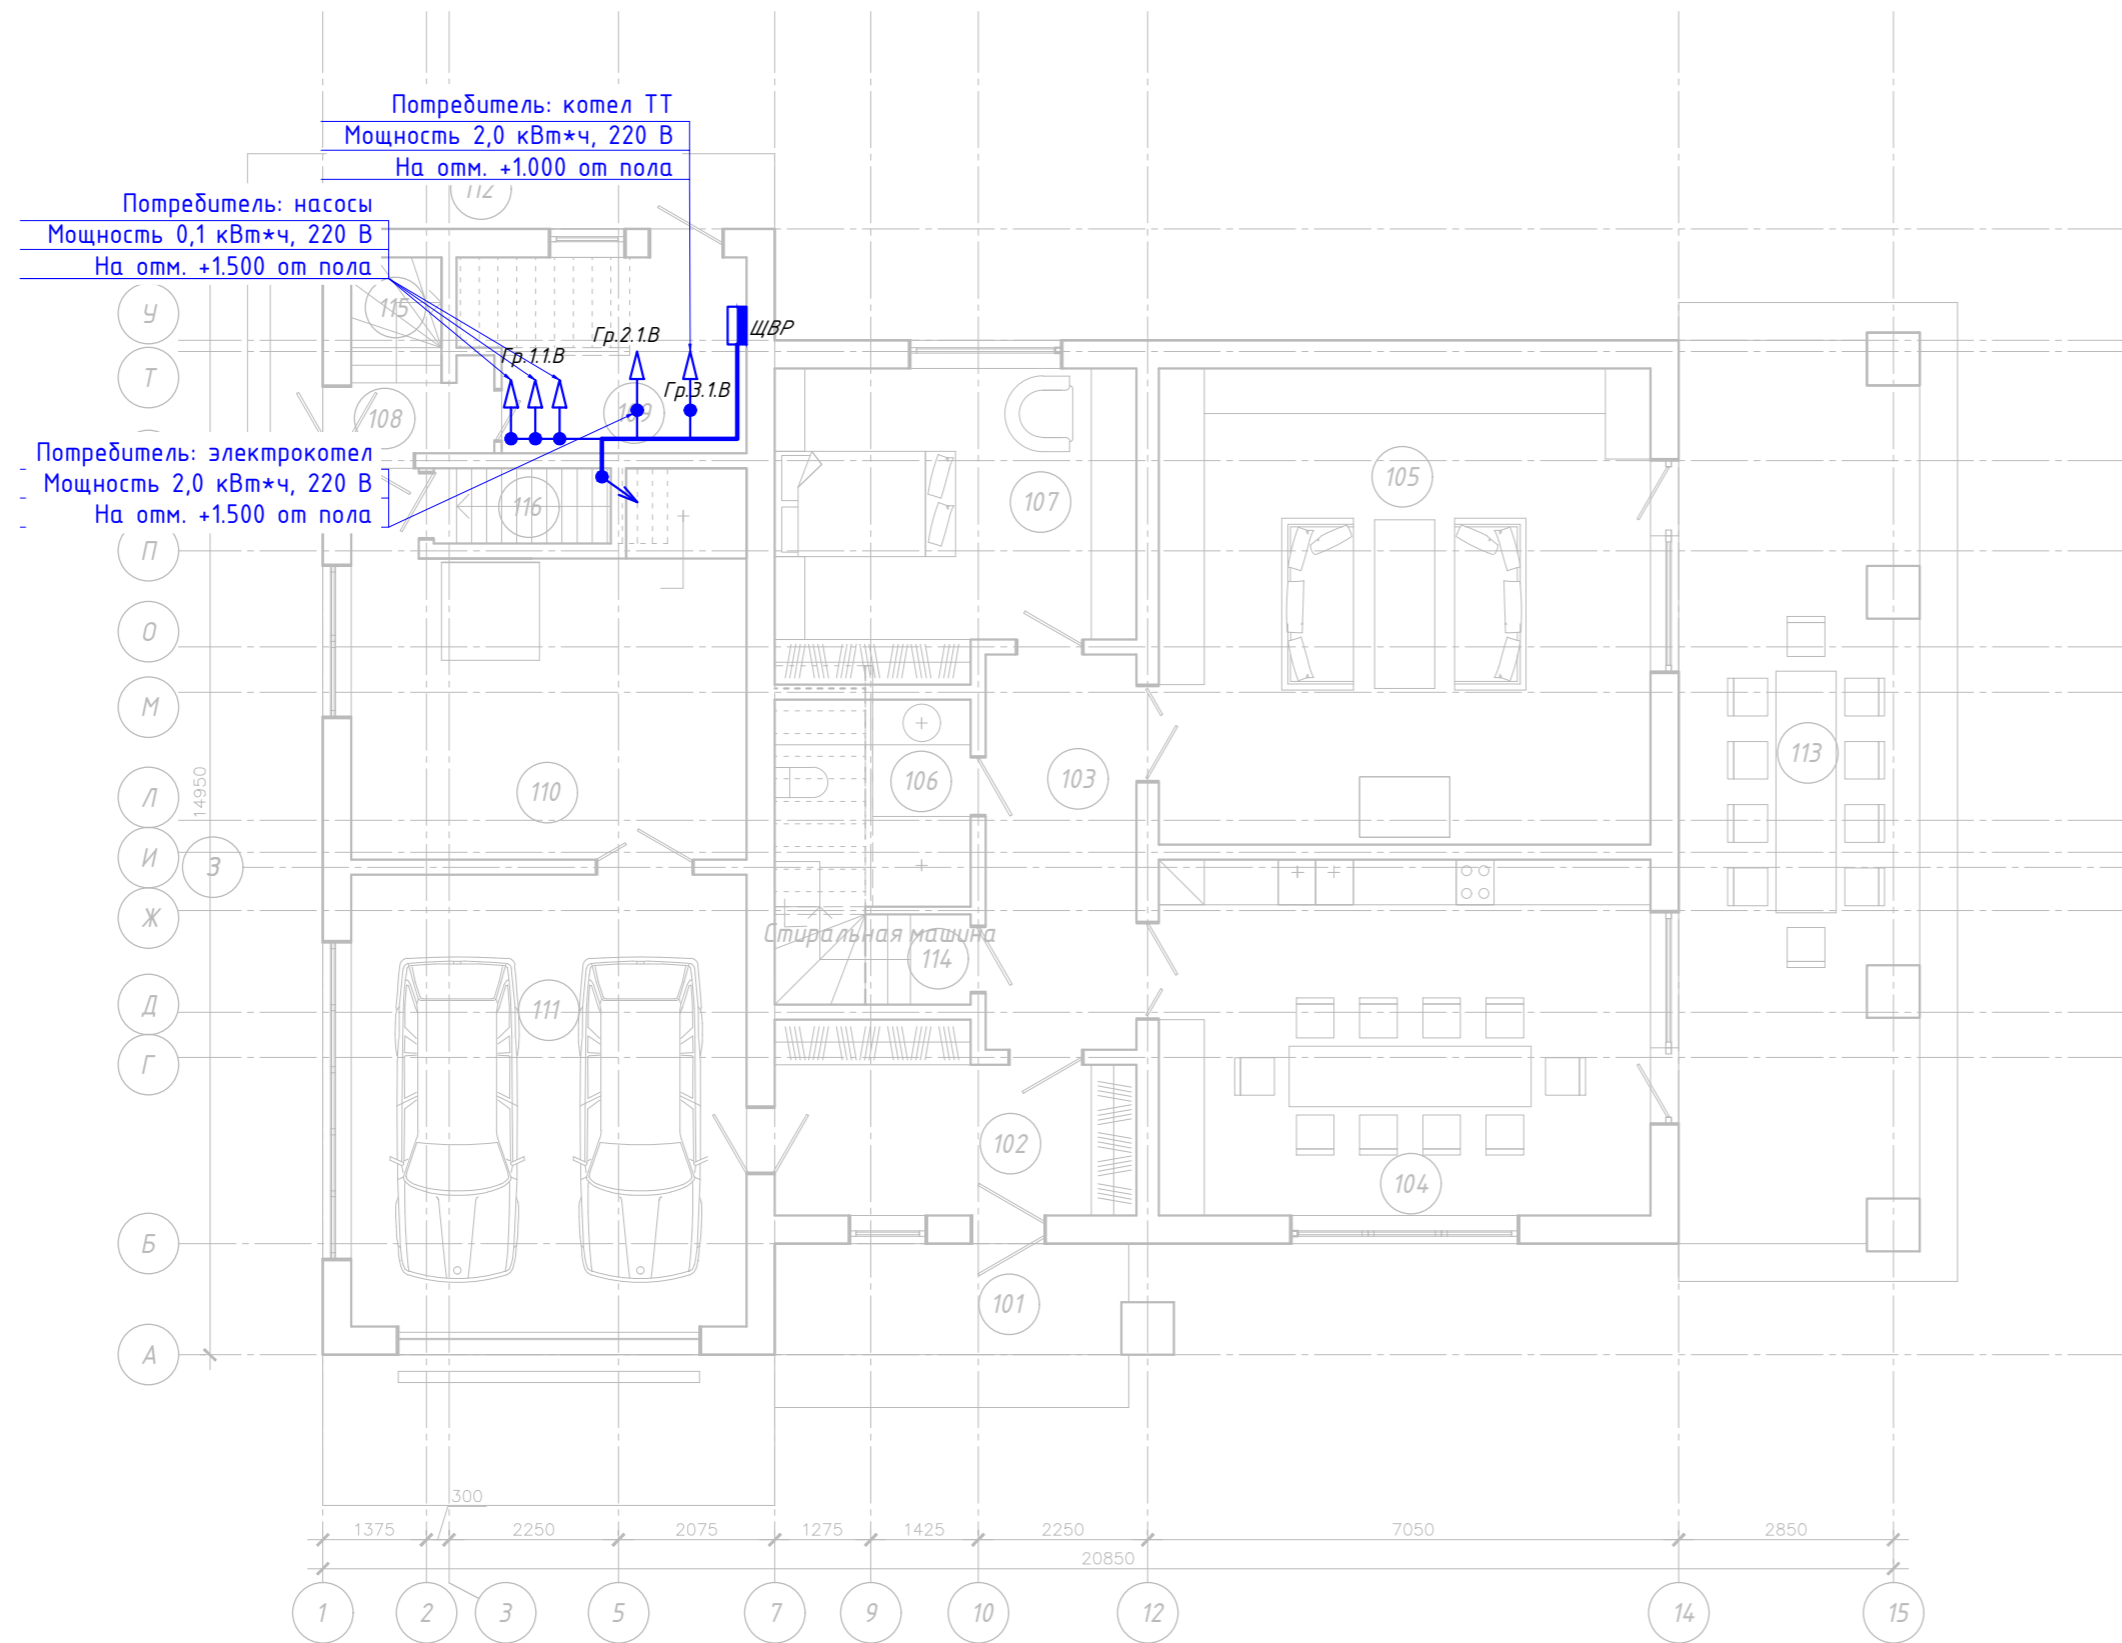 Потребитель: котел ТТ
Мощность 2,0 кВт*ч, 220 В
На отм. +1.000 от пола
112
Потребитель: насосы
Мощность 0,1 кВт*ч, 220 В
На отм. +1.500 от пола
115
У
ЩВР
Гр.2.1.В
Гр.1.1.В
Т
Гр.3.1.В
108
109
Потребитель: электрокотел
Мощность 2,0 кВт*ч, 220 В
На отм. +1.500 от пола
116
107
105
П
О
М
113
106
103
110
14950
Л
И
З
Ж
Стиральная машина
114
Д
111
Г
102
104
Б
101
А
300
1375
2250
2075
1275
1425
2250
7050
2850
20850
1
2
3
5
7
9
10
12
14
15